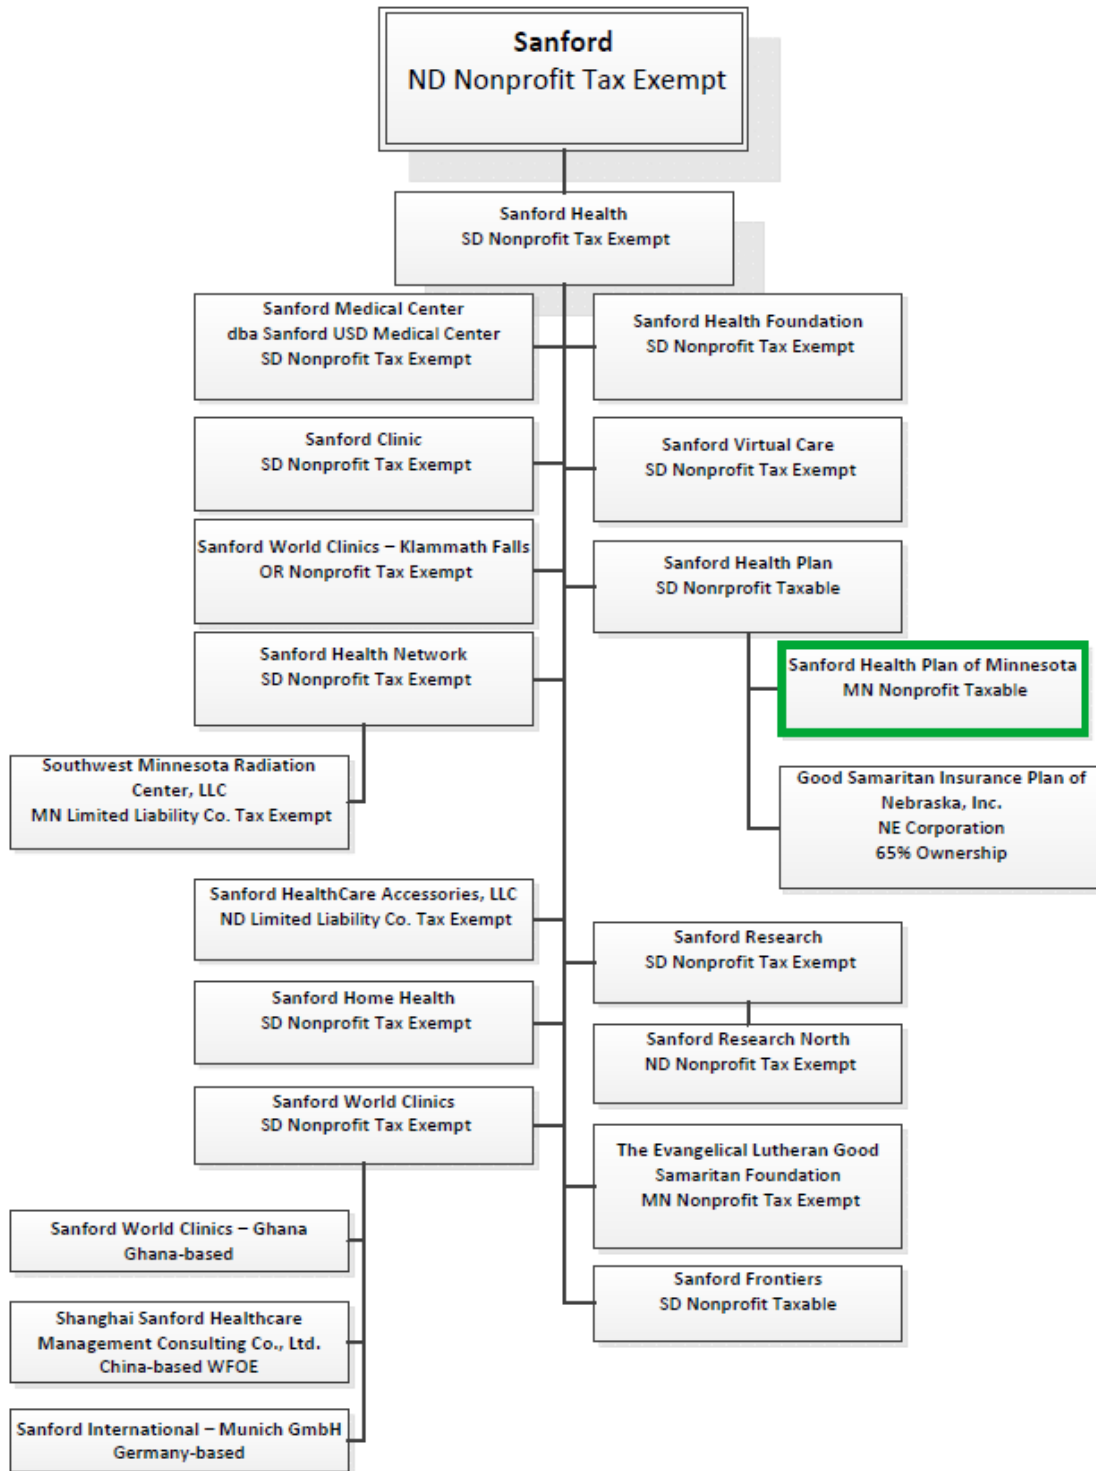 Sanford
ND Nonprofit Tax Exempt
Sanford Health
SD Nonprofit Tax Exempt
Sanford Medical Center
dba Sanford USD Medical Center
SD Nonprofit Tax Exempt
Sanford Health Foundation
SD Nonprofit Tax Exempt
Sanford Clinic
SD Nonprofit Tax Exempt
Sanford Virtual Care
SD Nonprofit Tax Exempt
Sanford World Clinics – Klammath Falls
OR Nonprofit Tax Exempt
Sanford Health Plan
SD Nonrprofit Taxable
Sanford Health Network
SD Nonprofit Tax Exempt
Sanford Health Plan of Minnesota
MN Nonprofit Taxable
Southwest Minnesota Radiation
Center, LLC
MN Limited Liability Co. Tax Exempt
Good Samaritan Insurance Plan of
Nebraska, Inc.
NE Corporation
65% Ownership
Sanford HealthCare Accessories, LLC
ND Limited Liability Co. Tax Exempt
Sanford Research
SD Nonprofit Tax Exempt
Sanford Home Health
SD Nonprofit Tax Exempt
Sanford Research North
ND Nonprofit Tax Exempt
Sanford World Clinics
SD Nonprofit Tax Exempt
The Evangelical Lutheran Good
Samaritan Foundation
MN Nonprofit Tax Exempt
Sanford World Clinics – Ghana
Ghana-based
Sanford Frontiers
SD Nonprofit Taxable
Shanghai Sanford Healthcare
Management Consulting Co., Ltd.
China-based WFOE
Sanford International – Munich GmbH
Germany-based